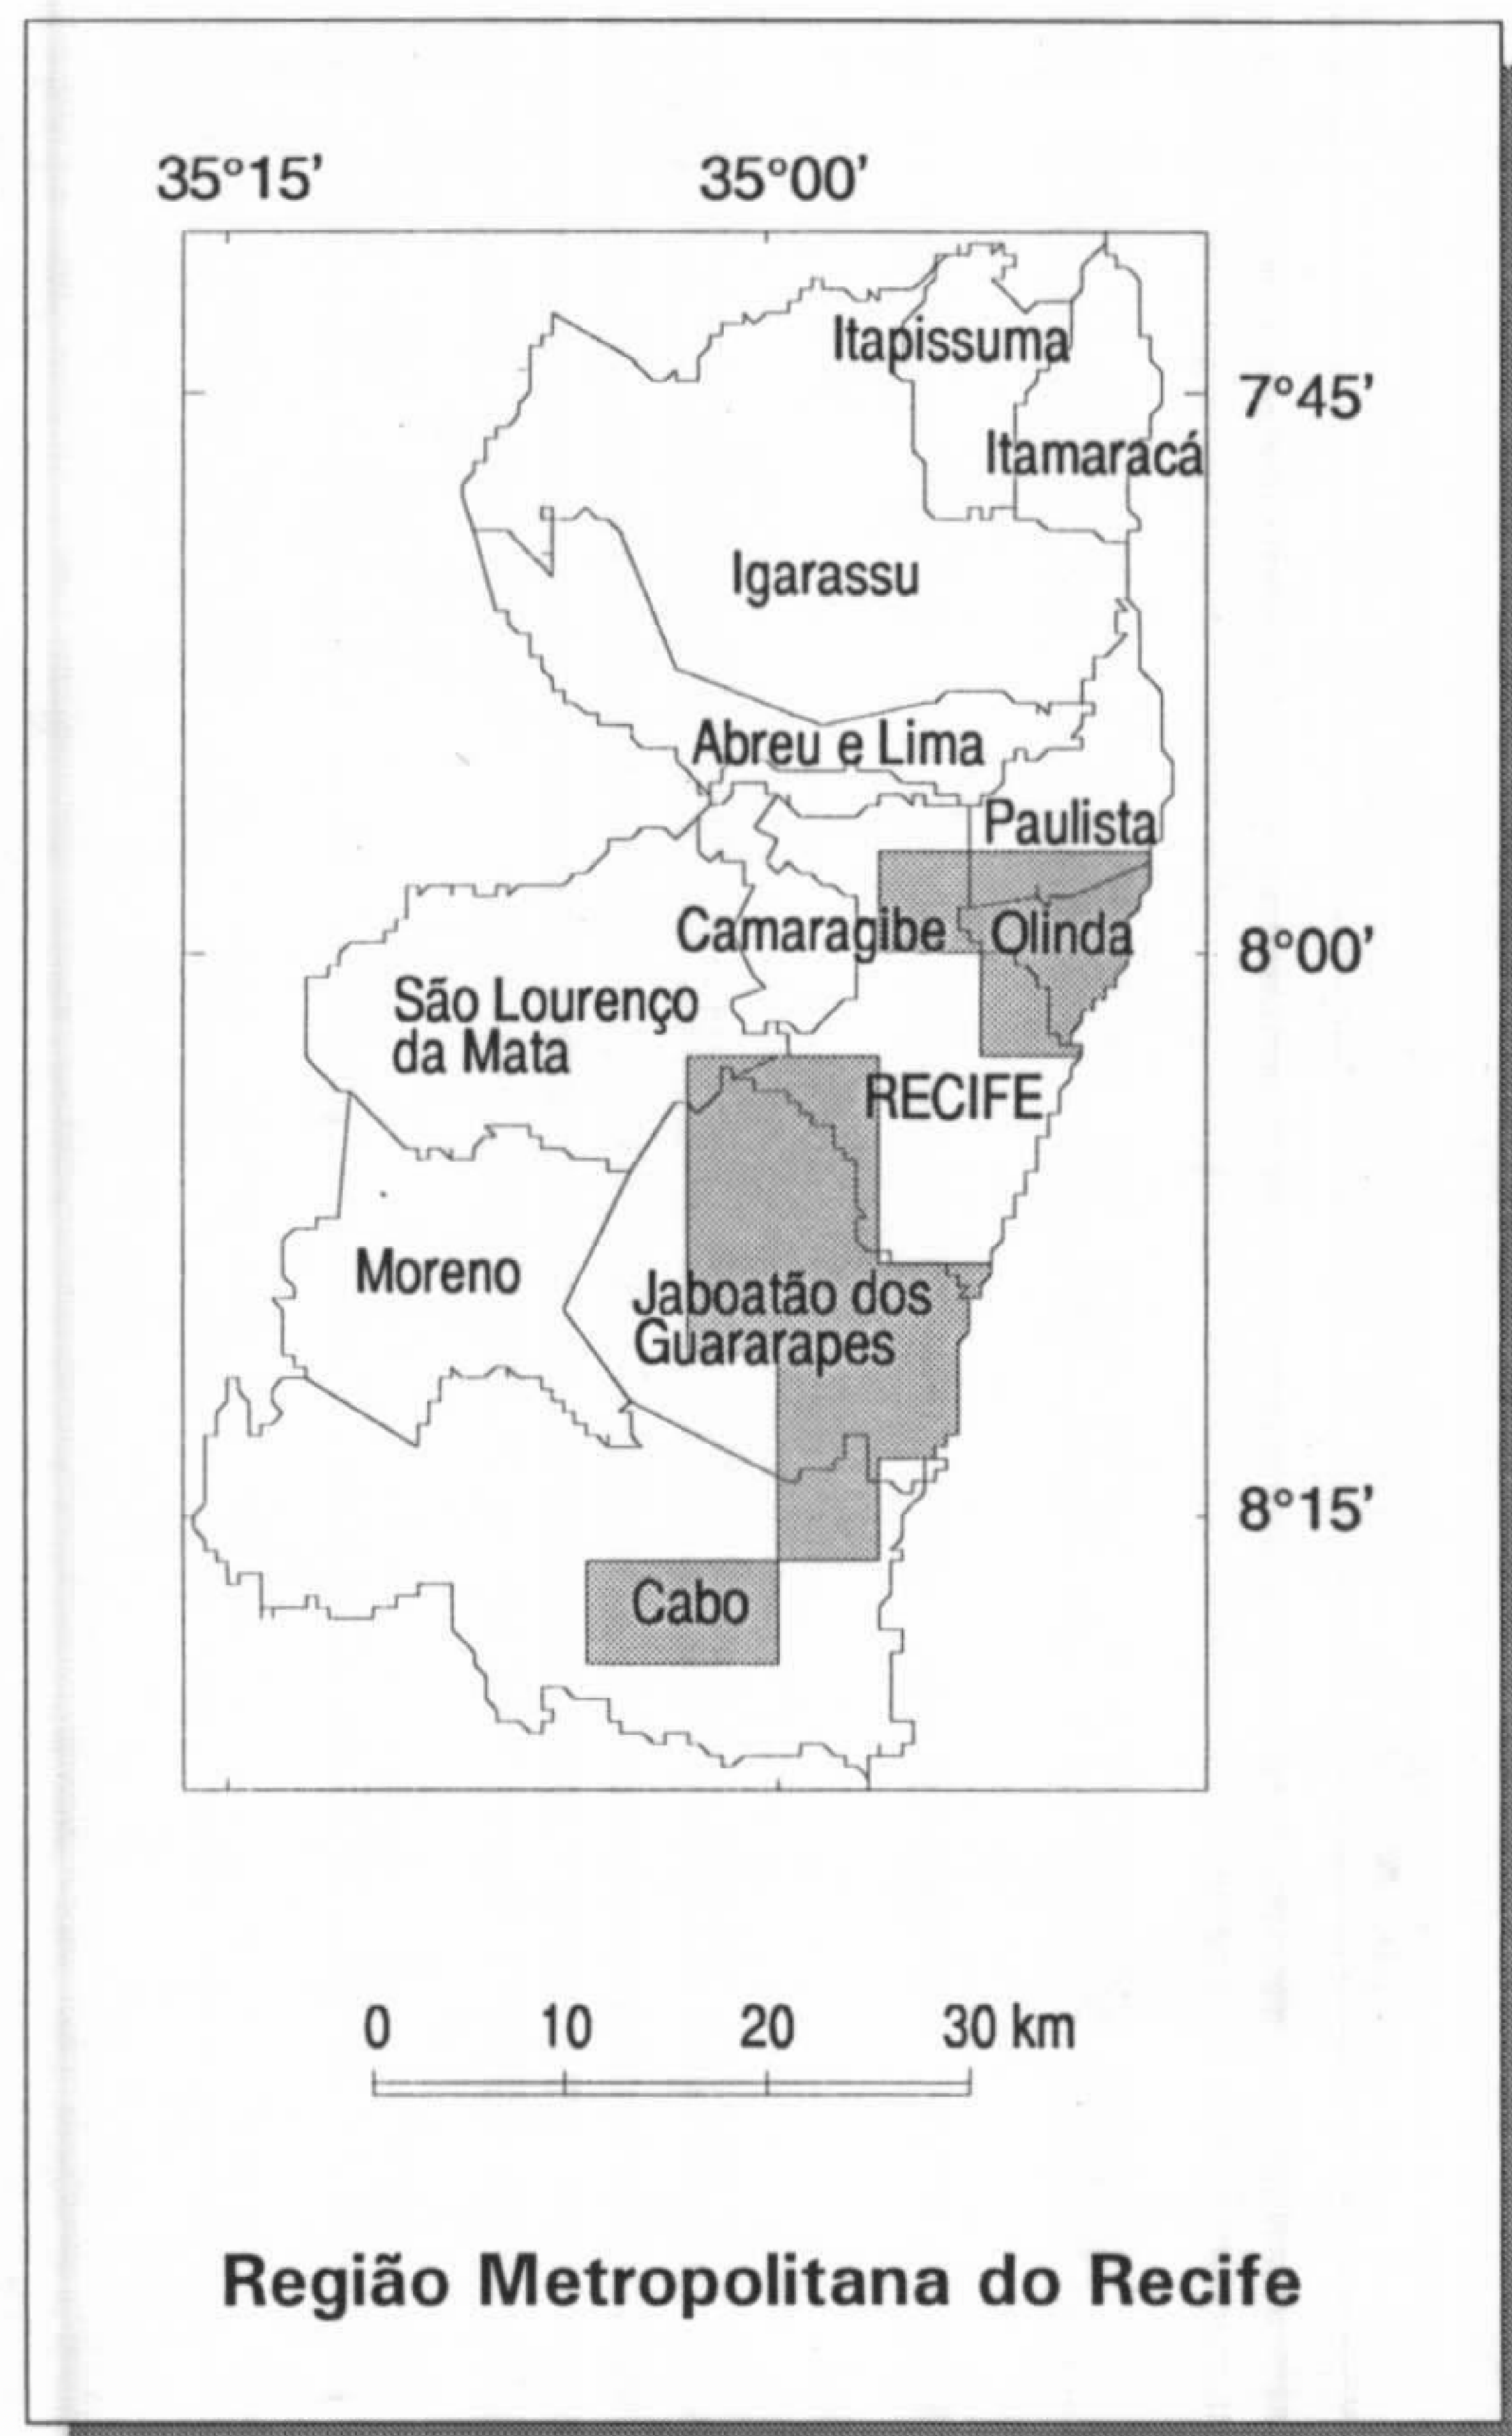 35°15’ 35°00’
Itapissuma
7°45’
Itamaracá
Igarassu
Abreu e Lima
Paulista
Camaragibe Olinda 8°00’
São Lourenço
da Mata
RECIFE
Moreno
Jaboatão dos
Guararapes
8°15’
Cabo
0 10 20 30 km
Região Metropolitana do Recife